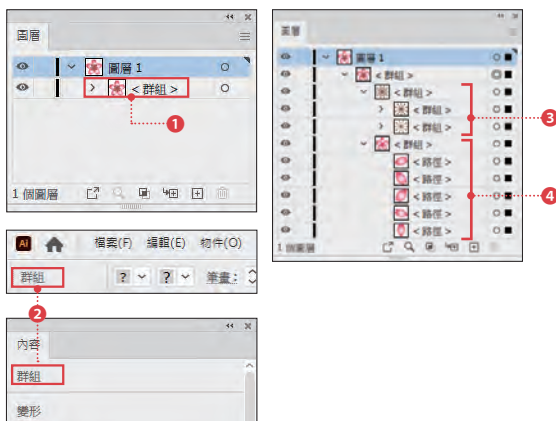 圖層
圖層 1
< 群組 >
1
1 個圖層
Ai 檔案(F) 編輯(E) 物件(O)
群組 ? ? 筆畫:
2
內容
群組
變形
圖層
圖層 1
< 群組 >
< 群組 >
< 群組 >
3
< 群組 >
< 群組 >
< 路徑 >
< 路徑 >
< 路徑 >
4
< 路徑 >
< 路徑 >
1 個圖層